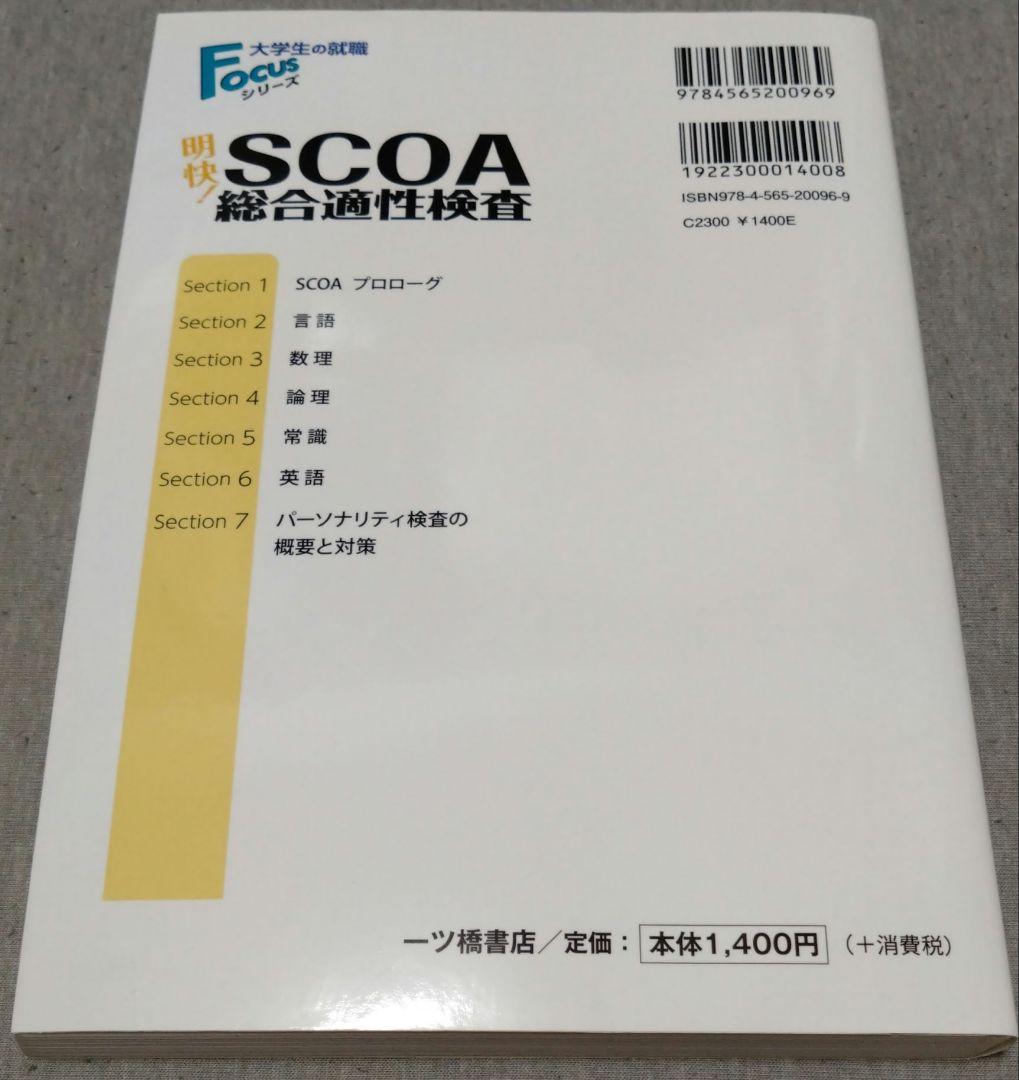 大学生の就職
Focus
シリーズ
明快!
SCOA
総合適性検査
9784565200969
1922300014008
ISBN978-4-565-20096-9
C2300 ¥1400E
Section 1 SCOA プロローグ
Section 2 言語
Section 3 数理
Section 4 論理
Section 5 常識
Section 6 英語
Section 7 パーソナリティ検査の
概要と対策
一ツ橋書店/定価:本体1,400円(+消費税)